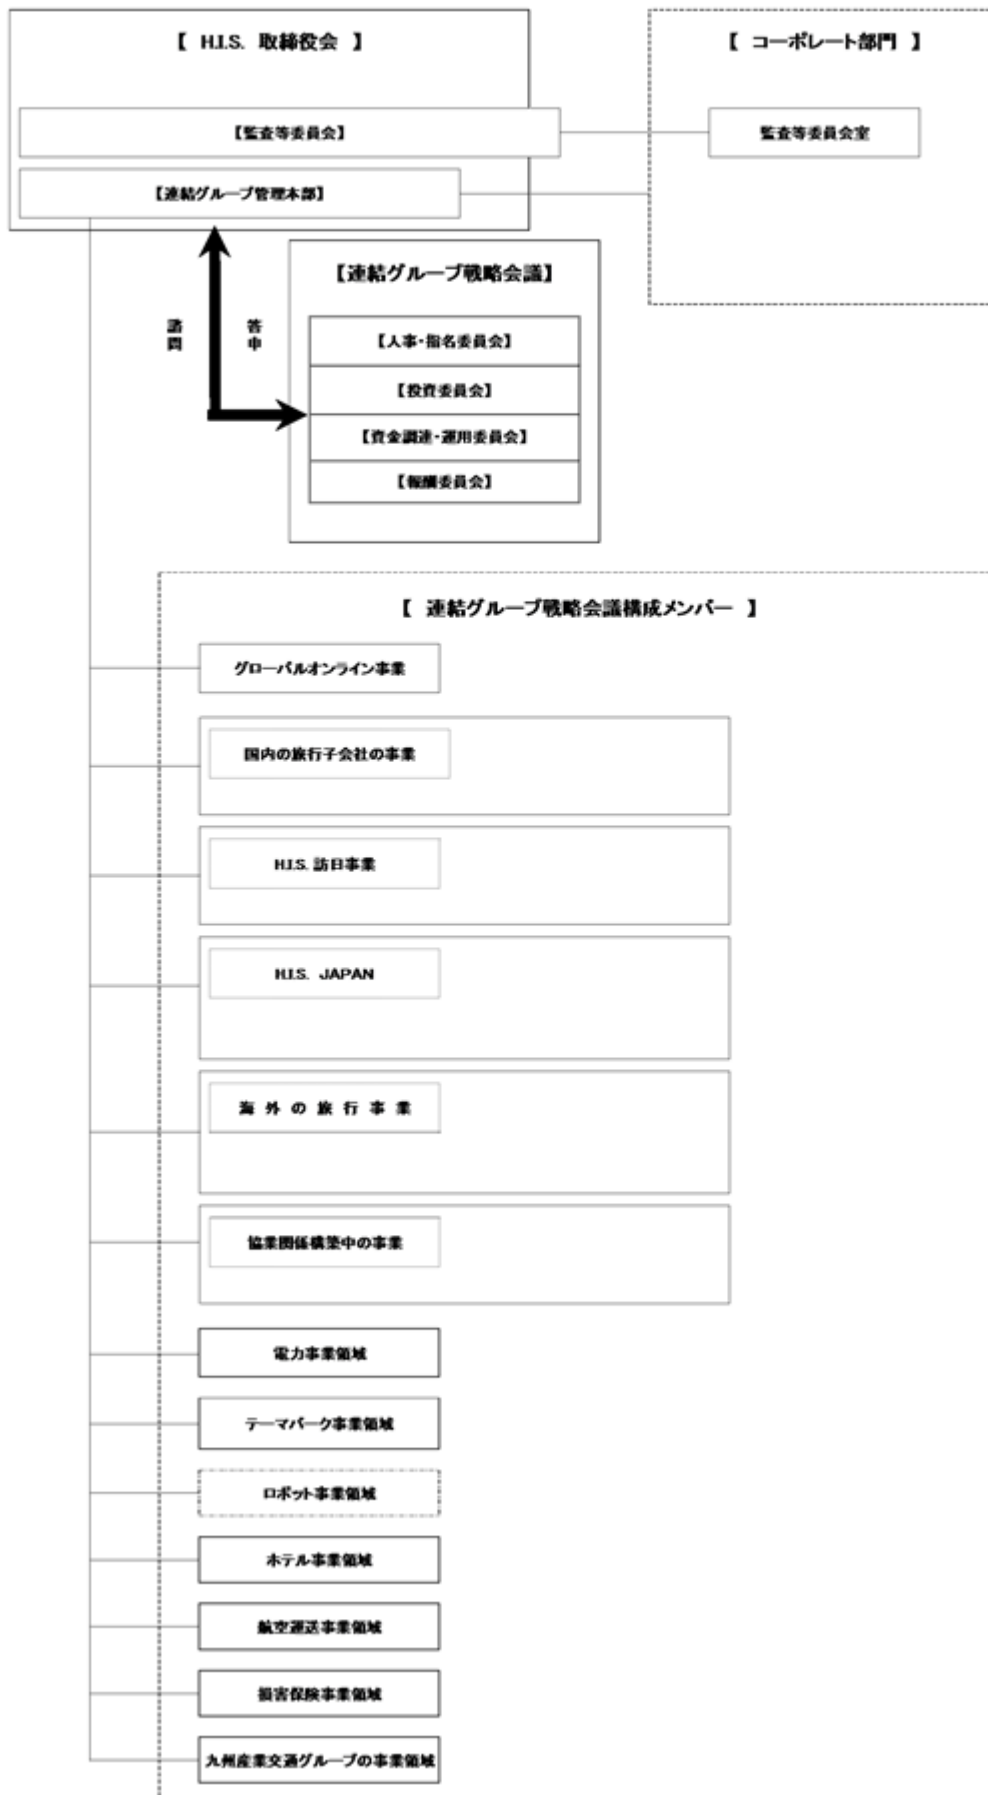 【 H.I.S. 取締役会 】
【 コーポレート部門 】
【監査等委員会】
監査等委員会室
【連結グループ管理本部】
【連結グループ戦略会議】
諮問
答申
【人事・指名委員会】
【投資委員会】
【資金調達・運用委員会】
【報酬委員会】
【 連結グループ戦略会議構成メンバー 】
グローバルオンライン事業
国内の旅行子会社の事業
H.I.S. 訪日事業
H.I.S. JAPAN
海 外 の 旅 行 事 業
協業関係構築中の事業
電力事業領域
テーマパーク事業領域
ロボット事業領域
ホテル事業領域
航空運送事業領域
損害保険事業領域
九州産業交通グループの事業領域